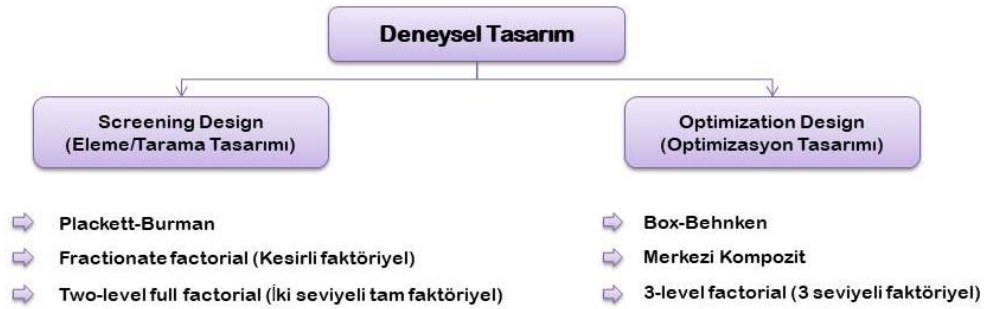 Deneysel Tasarım
Screening Design
(Eleme/Tarama Tasarımı)
Optimization Design
(Optimizasyon Tasarımı)
Plackett-Burman
Fractionate factorial (Kesirli faktöriyel)
Two-level full factorial (İki seviyeli tam faktöriyel)
Box-Behnken
Merkezi Kompozit
3-level factorial (3 seviyeli faktöriyel)